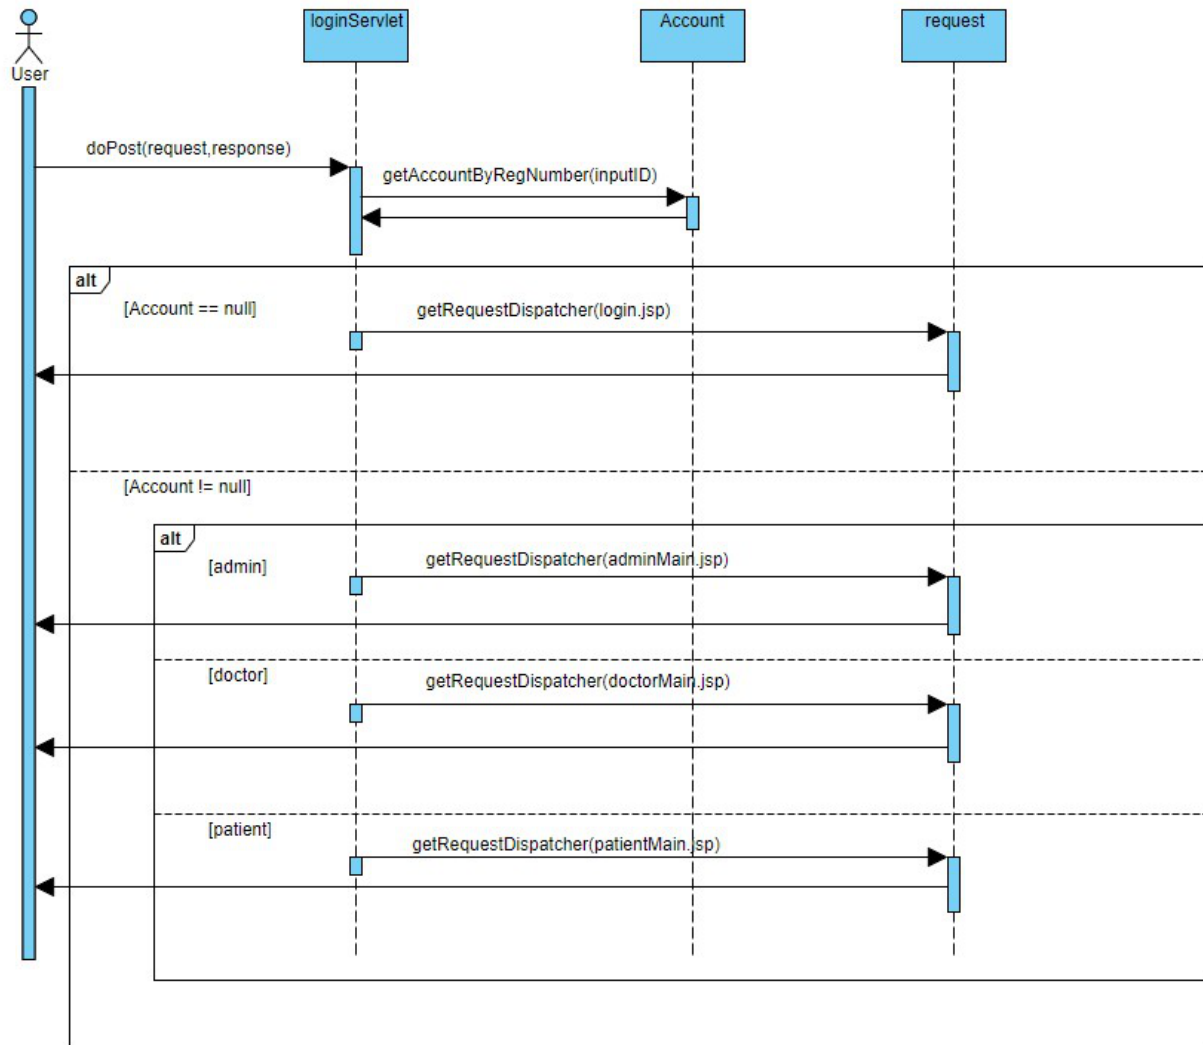 User
loginServlet
Account
request
doPost(request,response)
getAccountByRegNumber(inputID)
alt
[Account == null]
getRequestDispatcher(login.jsp)
[Account != null]
alt
[admin]
getRequestDispatcher(adminMain.jsp)
[doctor]
getRequestDispatcher(doctorMain.jsp)
[patient]
getRequestDispatcher(patientMain.jsp)